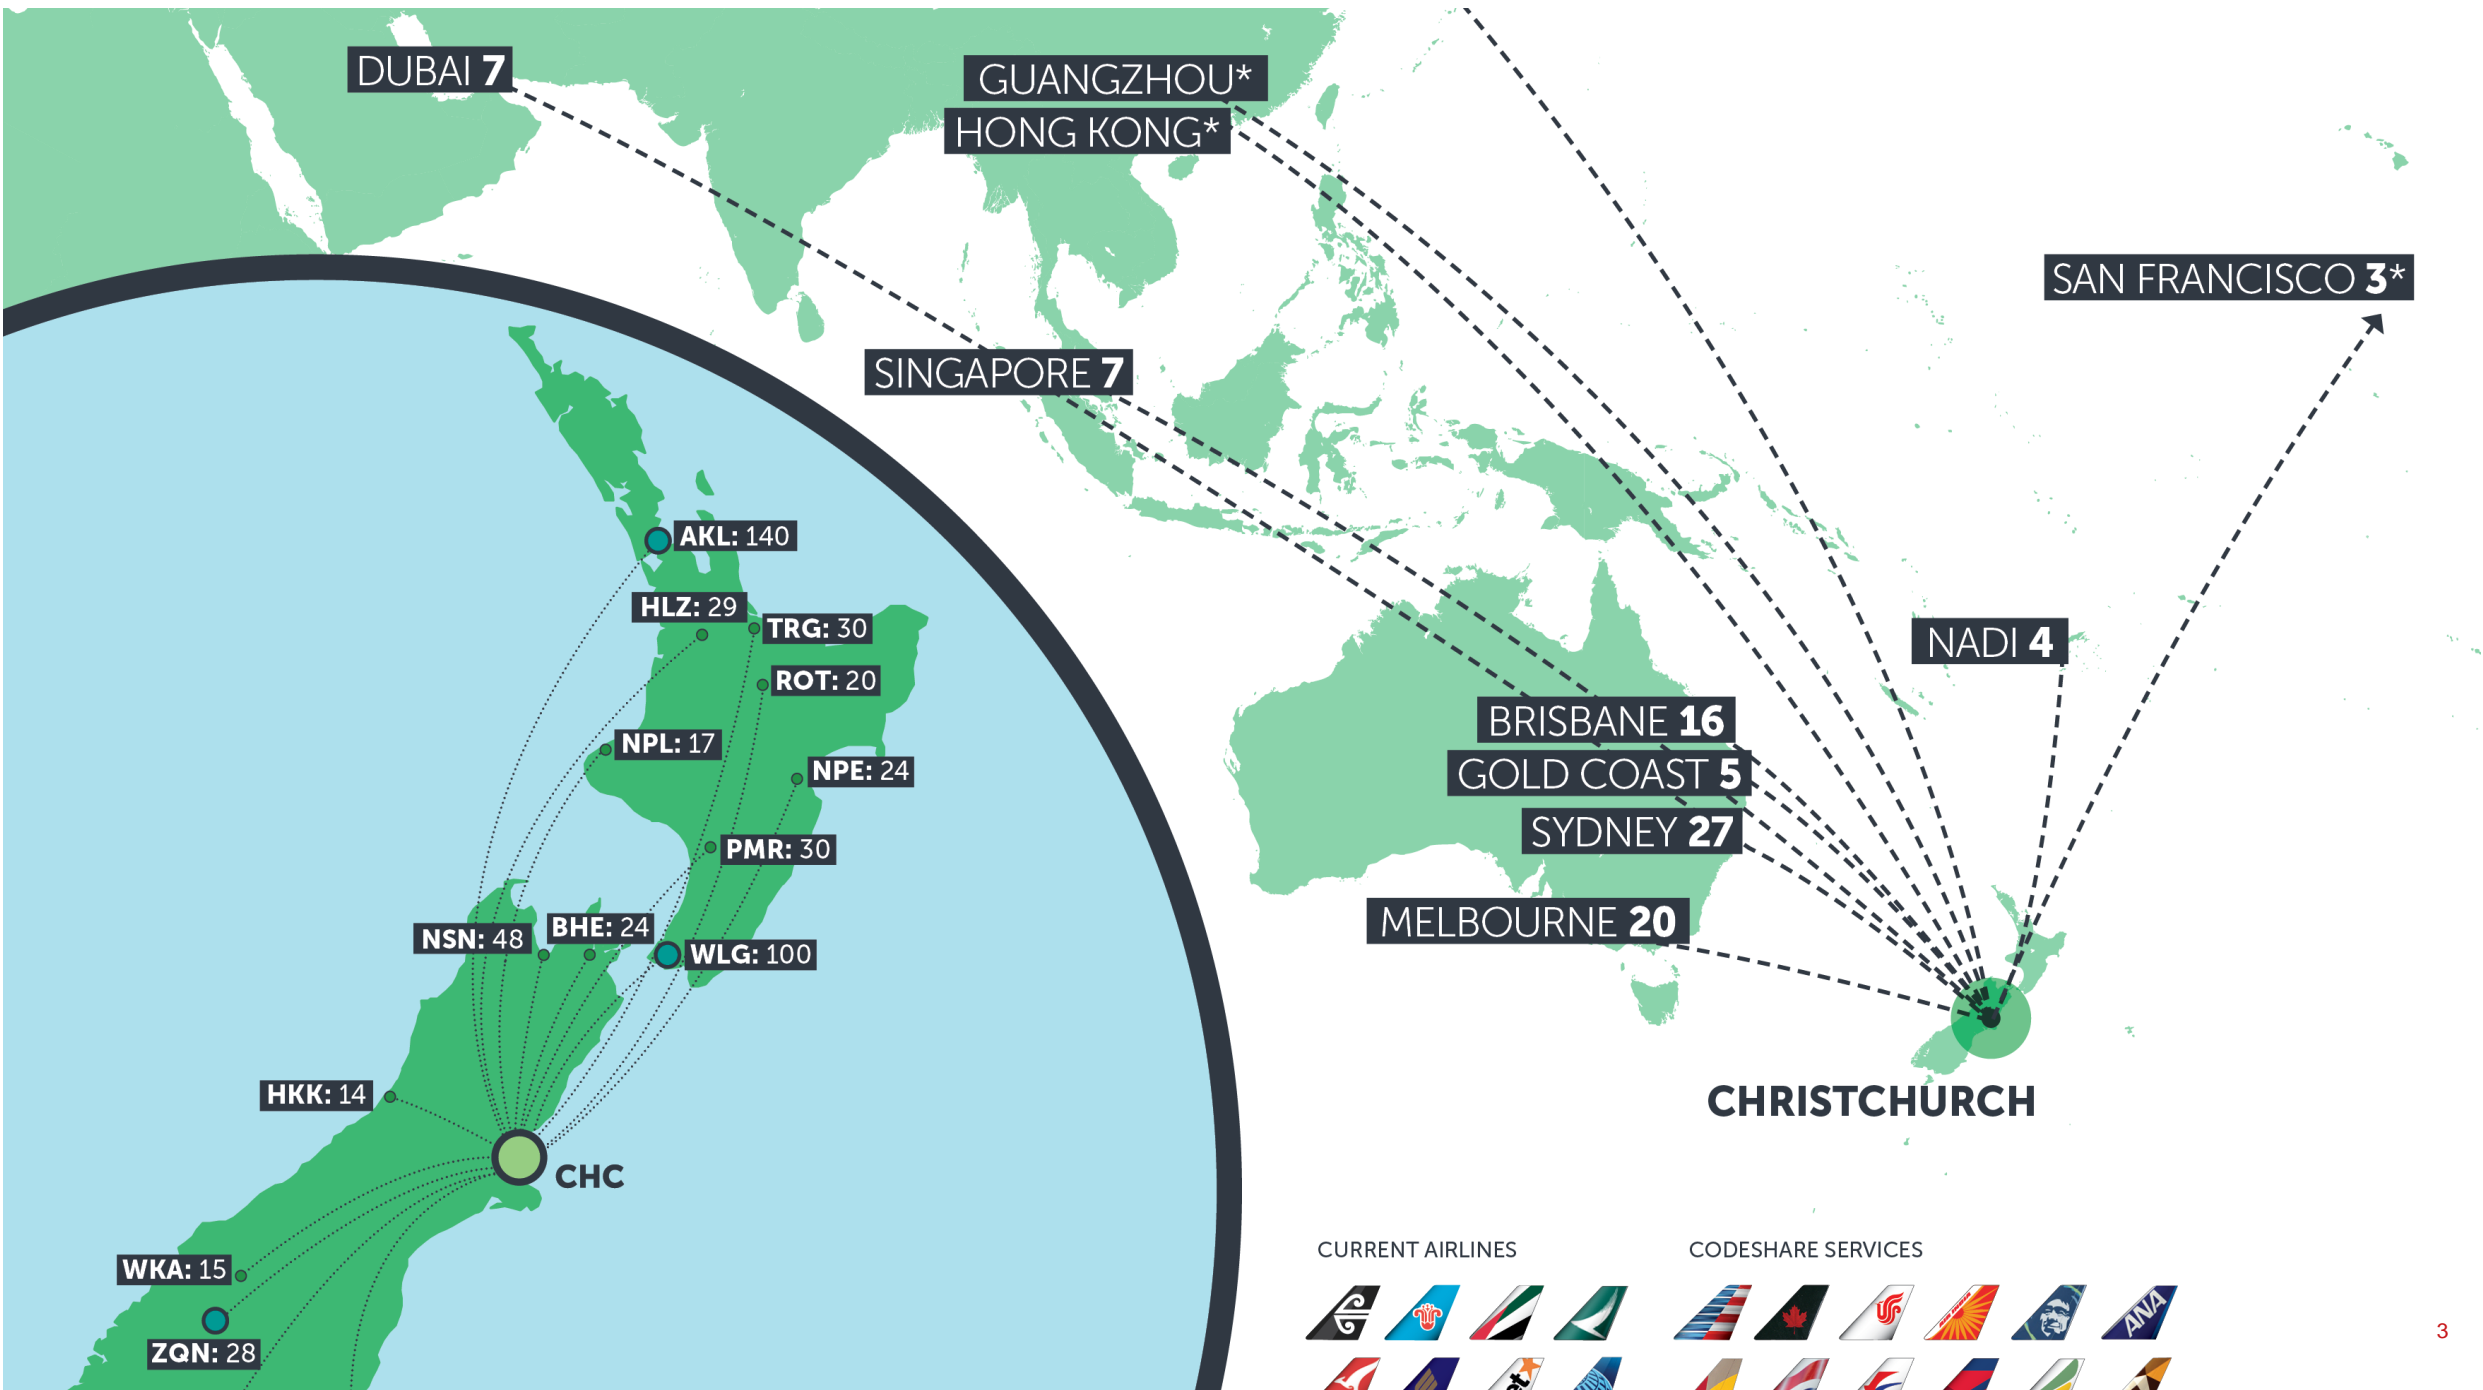 DUBAI 7
GUANGZHOU*
HONG KONG*
SAN FRANCISCO 3*
SINGAPORE 7
AKL: 140
HLZ: 29
TRG: 30
ROT: 20
NPL: 17
NPE: 24
PMR: 30
NSN: 48
BHE: 24
WLG: 100
HKK: 14
CHC
WKA: 15
ZQN: 28
NADI 4
BRISBANE 16
GOLD COAST 5
SYDNEY 27
MELBOURNE 20
CHRISTCHURCH
CURRENT AIRLINES
CODESHARE SERVICES
ANA
3